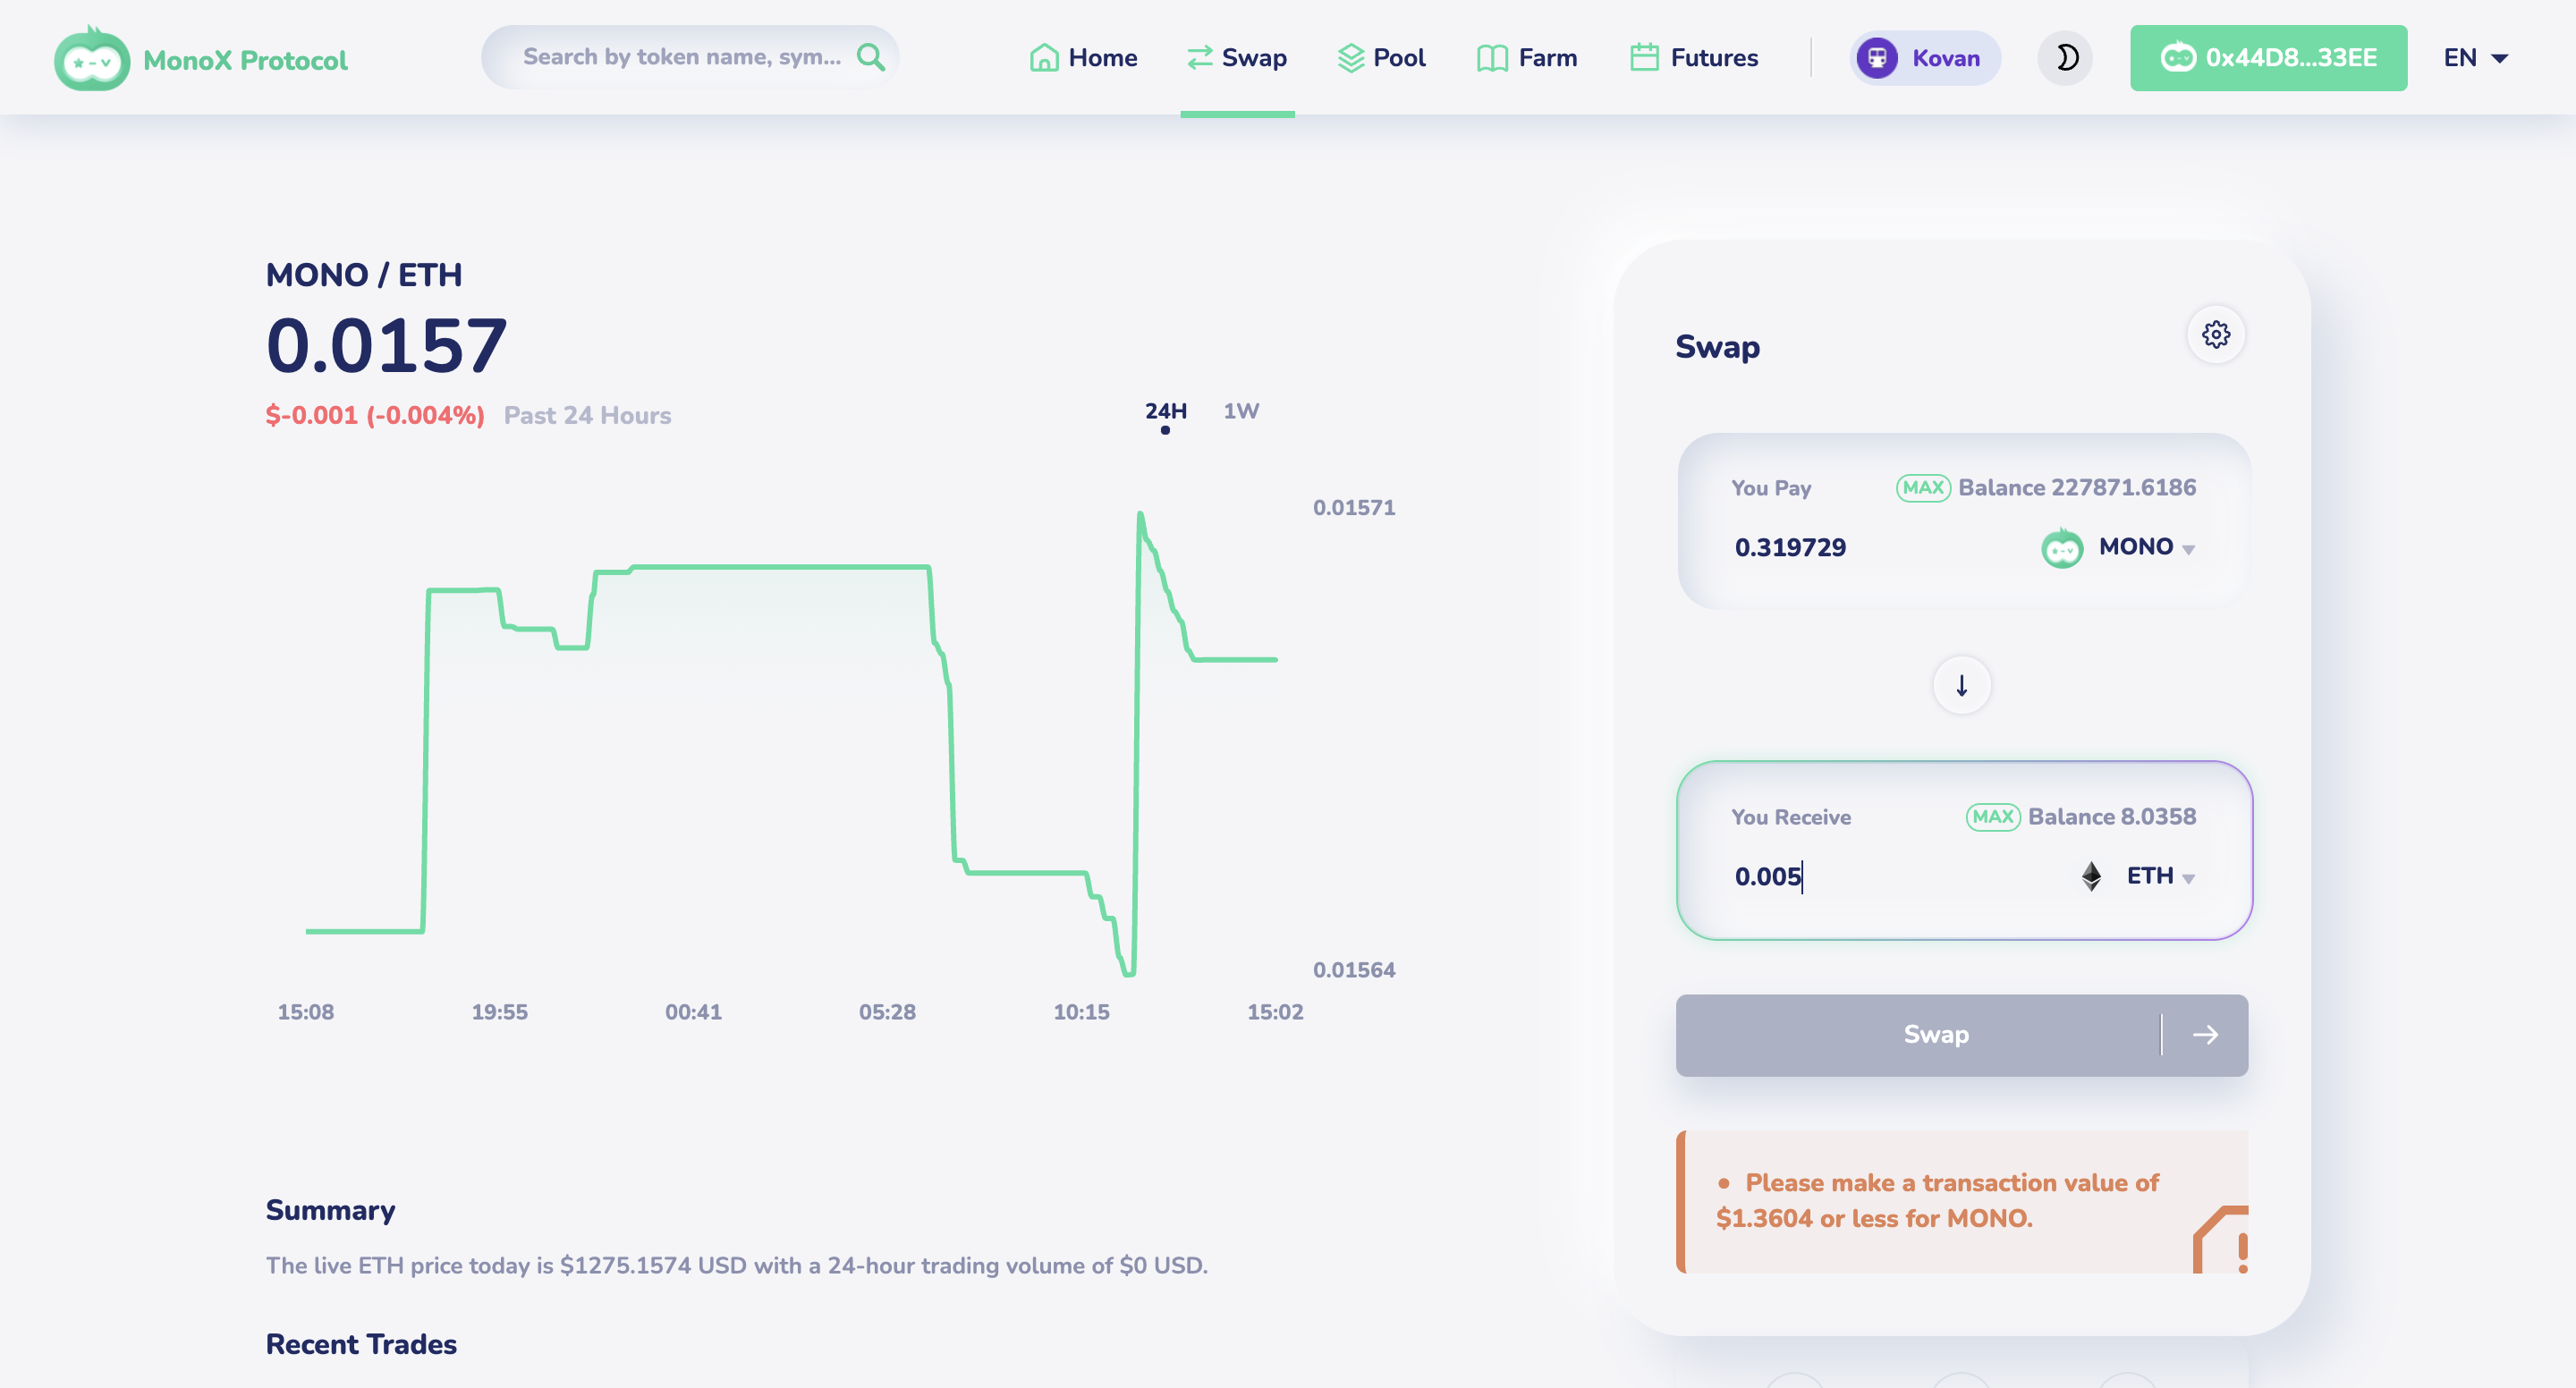 MonoX Protocol
Search by token name, sym...
Home
Swap
Pool
Farm
Futures
Kovan
0x44D8...33EE
EN
MONO / ETH
0.0157
$-0.001 (-0.004%) Past 24 Hours
24H 1W
0.01571
0.01564
15:08 19:55 00:41 05:28 10:15 15:02
Summary
The live ETH price today is $1275.1574 USD with a 24-hour trading volume of $0 USD.
Recent Trades
Swap
You Pay MAX Balance 227871.6186
0.319729 MONO
You Receive MAX Balance 8.0358
0.005 ETH
Swap
• Please make a transaction value of
$1.3604 or less for MONO.